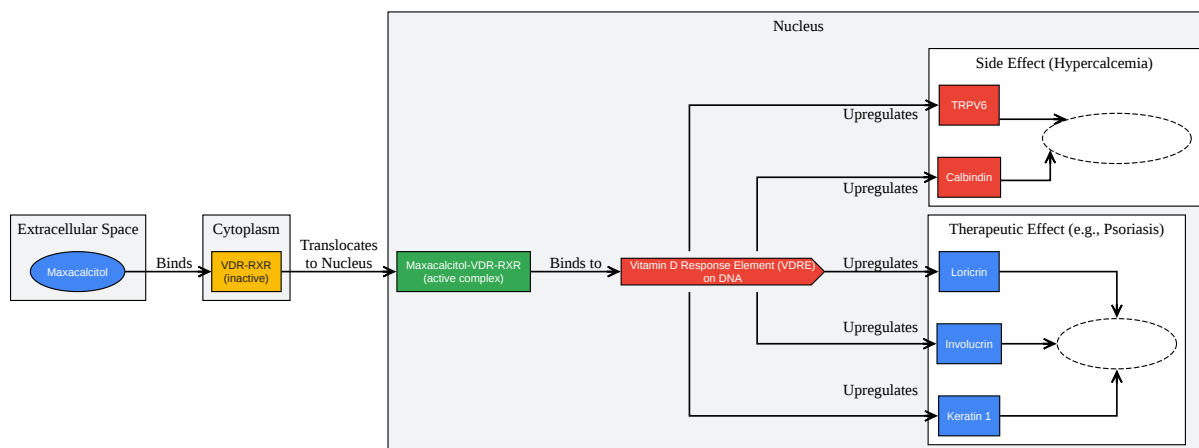 Nucleus
Side Effect (Hypercalcemia)
TRPV6
Upregulates
Calbindin
Upregulates
Extracellular Space
Maxacalcitol
Binds
Cytoplasm
VDR-RXR
(inactive)
Translocates
to Nucleus
Maxacalcitol-VDR-RXR
(active complex)
Binds to
Vitamin D Response Element (VDRE)
on DNA
Therapeutic Effect (e.g., Psoriasis)
Upregulates
Loricrin
Upregulates
Involucrin
Upregulates
Keratin 1